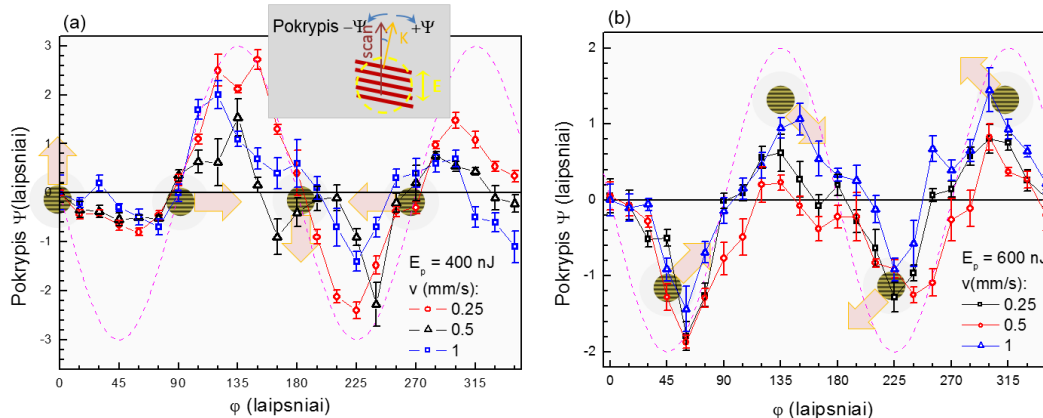 (a)
Pokrypis −Ψ +Ψ
scan
K
E
Pokrypis Ψ(laipsniai)
3
2
1
0
-1
-2
-3
E_p = 400 nJ
v (mm/s):
0.25
0.5
1
0 45 90 135 180 225 270 315
φ (laipsniai)
(b)
Pokrypis Ψ (laipsniai)
2
1
0
-1
-2
E_p = 600 nJ
v(mm/s):
0.25
0.5
1
0 45 90 135 180 225 270 315
φ (laipsniai)